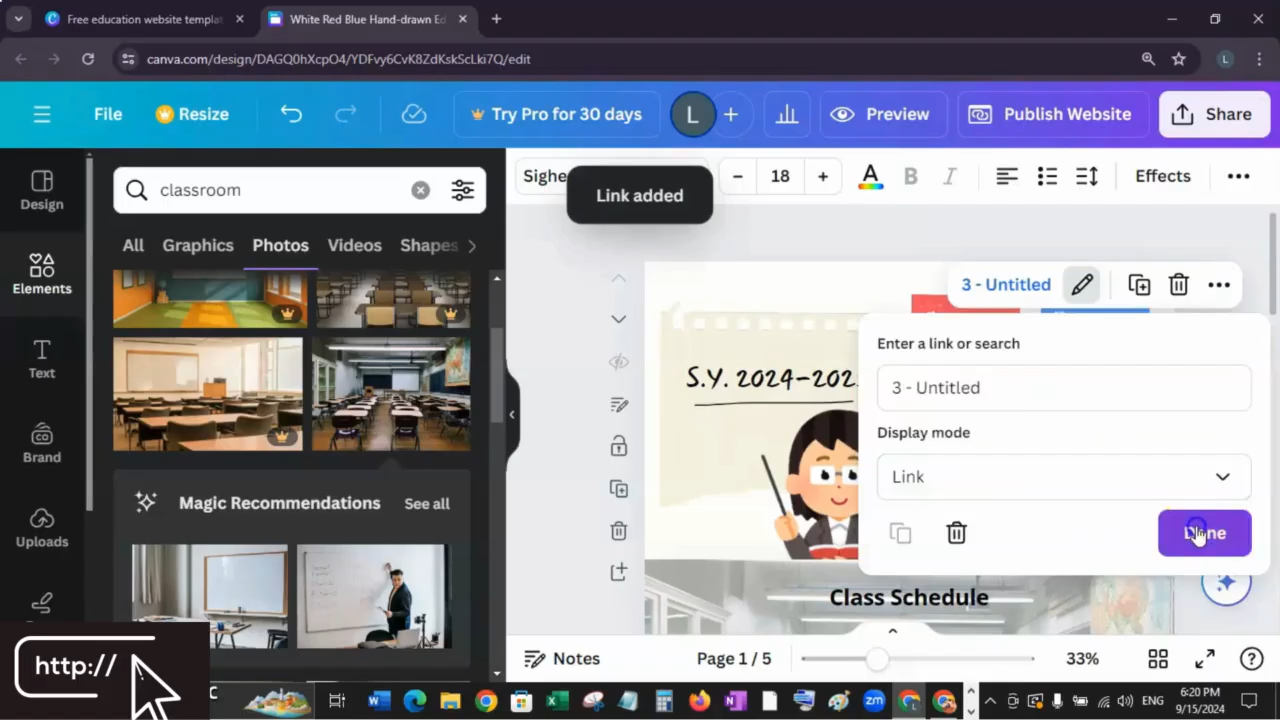 Free education website templat
White Red Blue Hand-drawn Ed
canva.com/design/DAGQ0hXcpO4/YDFvy6CvK8ZdKskScLki7Q/edit
L
File
Resize
Try Pro for 30 days
L
+
Preview
Publish Website
Share
Design
Elements
Text
Brand
Uploads
classroom
All
Graphics
Photos
Videos
Shapes
Magic Recommendations
See all
Sighe
18
A
B
I
Effects
Link added
3 - Untitled
Enter a link or search
3 - Untitled
Display mode
Link
Done
S.Y. 2024-202
Class Schedule
Notes
Page 1 / 5
33%
http://
C
zm
ENG
6:20 PM
9/15/2024